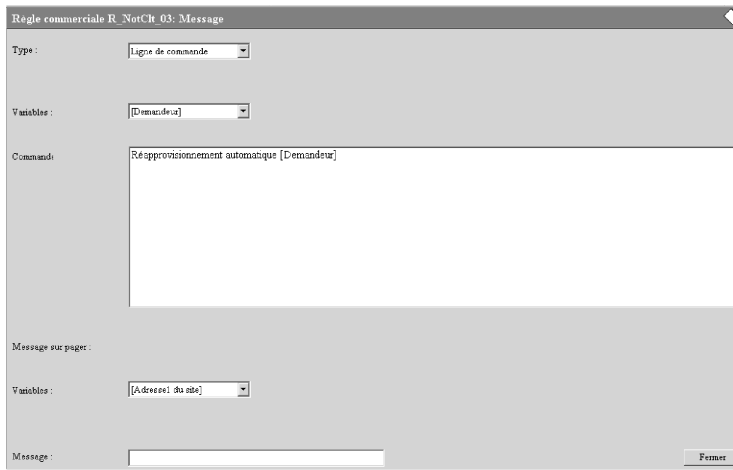 Règle commerciale R_NotClt_03: Message
Type : Ligne de commande
Variables : [Demandeur]
Command: Réapprovisionnement automatique [Demandeur]
Message sur pager :
Variables : [Adresse1 du site]
Message :
Fermer